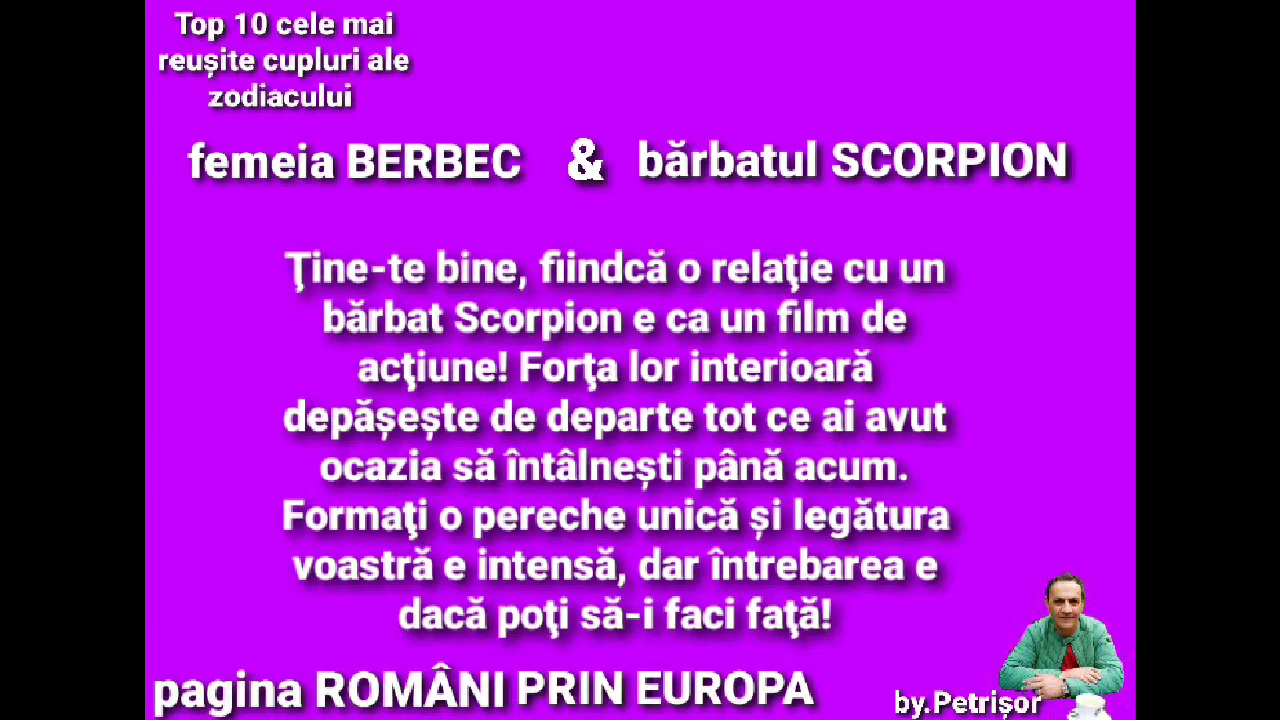 Top 10 cele mai
reușite cupluri ale
zodiacului
femeia BERBEC & bărbatul SCORPION
Ţine-te bine, fiindcă o relaţie cu un
bărbat Scorpion e ca un film de
acţiune! Forţa lor interioară
depășește de departe tot ce ai avut
ocazia să întâlnești până acum.
Formaţi o pereche unică și legătura
voastră e intensă, dar întrebarea e
dacă poţi să-i faci faţă!
pagina ROMÂNI PRIN EUROPA
by.Petrișor